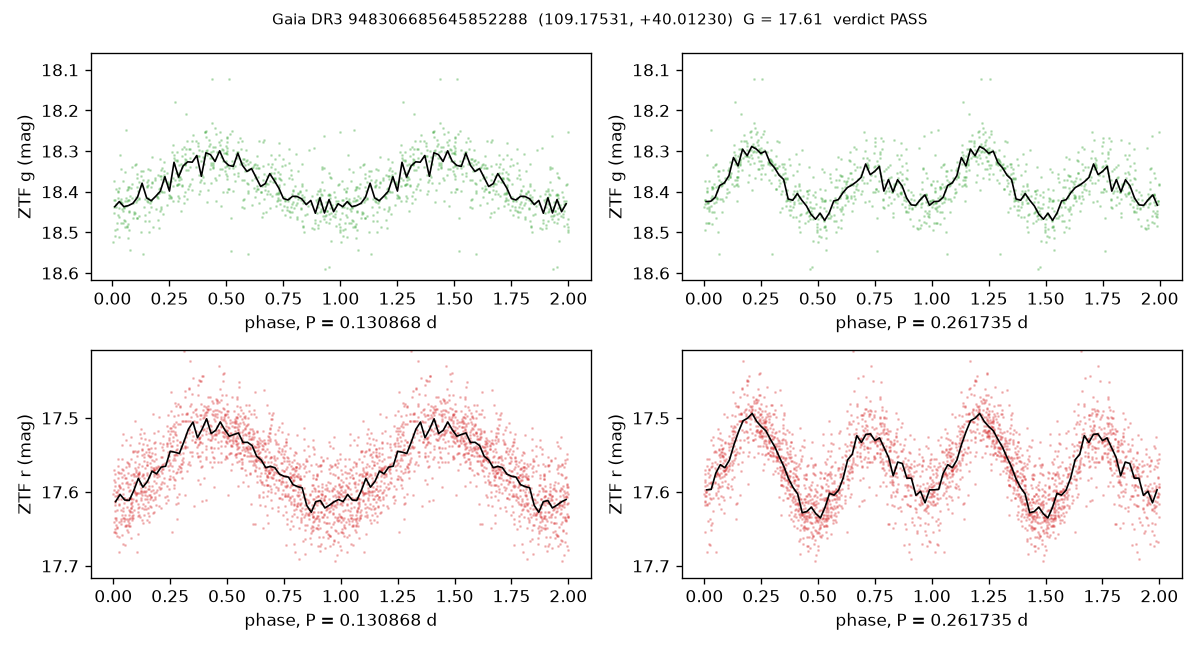 Gaia DR3 948306685645852288 (109.17531, +40.01230) G = 17.61 verdict PASS
ZTF g (mag)
18.1
18.2
18.3
18.4
18.5
18.6
0.00 0.25 0.50 0.75 1.00 1.25 1.50 1.75 2.00
phase, P = 0.130868 d
ZTF g (mag)
18.1
18.2
18.3
18.4
18.5
18.6
0.00 0.25 0.50 0.75 1.00 1.25 1.50 1.75 2.00
phase, P = 0.261735 d
ZTF r (mag)
17.5
17.6
17.7
0.00 0.25 0.50 0.75 1.00 1.25 1.50 1.75 2.00
phase, P = 0.130868 d
ZTF r (mag)
17.5
17.6
17.7
0.00 0.25 0.50 0.75 1.00 1.25 1.50 1.75 2.00
phase, P = 0.261735 d